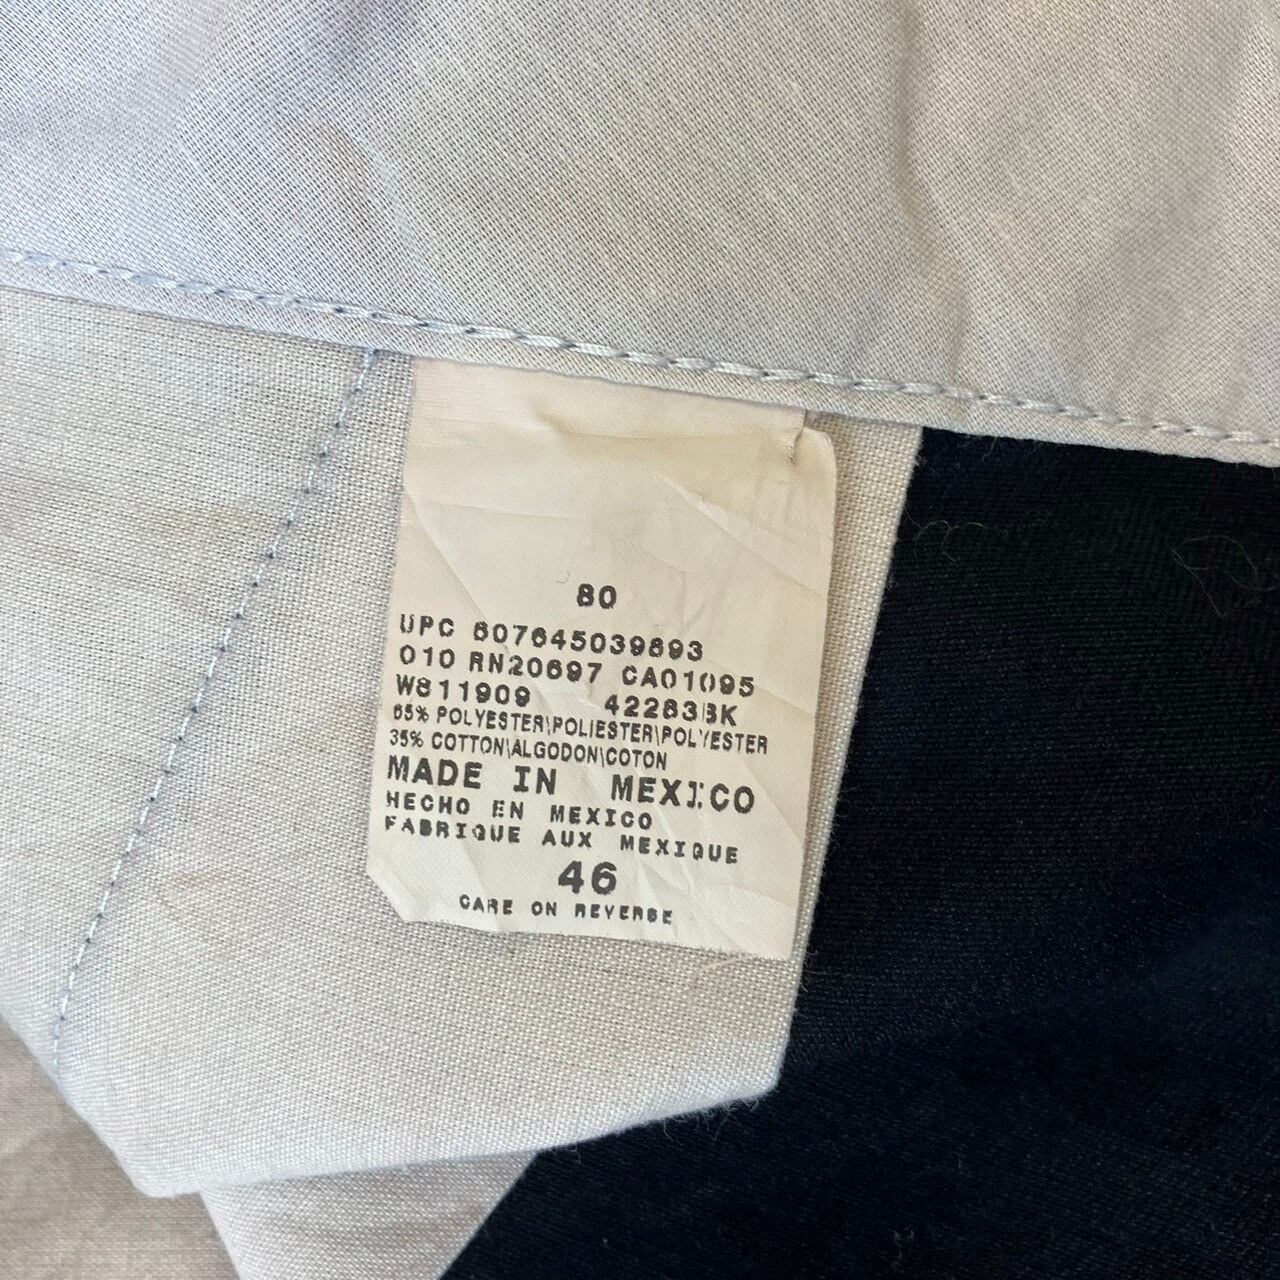 80
UPC 607645039893
010 RN20697 CA01095
W811909 42283BK
65% POLYESTER\POLIESTER\POLYESTER
35% COTTON\ALGODON\COTON
MADE IN MEXICO
HECHO EN MEXICO
FABRIQUE AUX MEXIQUE
46
CARE ON REVERSE